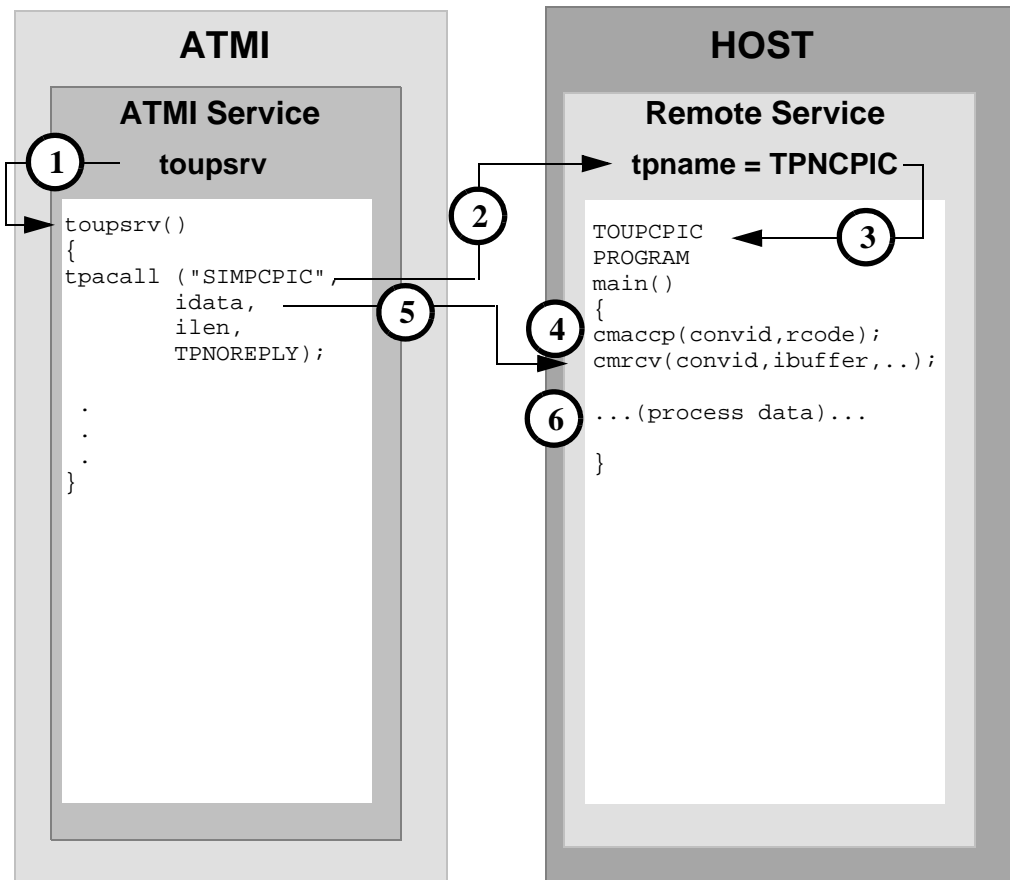 ATMI
ATMI Service
1
toupsrv
toupsrv()
{
tpacall ("SIMPCPIC",
idata,
ilen,
TPNOREPLY);
.
.
.
}
2
5
HOST
Remote Service
tpname = TPNCPIC
3
TOUPCPIC
PROGRAM
main()
{
4
cmaccp(convid,rcode);
cmrcv(convid,ibuffer,..);
6
...(process data)...
}